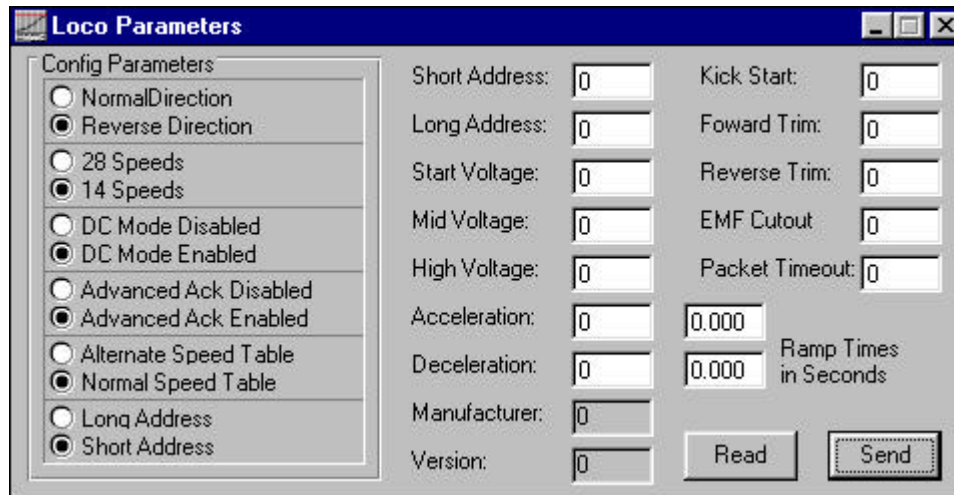 Loco Parameters
Config Parameters
NormalDirection
Reverse Direction
28 Speeds
14 Speeds
DC Mode Disabled
DC Mode Enabled
Advanced Ack Disabled
Advanced Ack Enabled
Alternate Speed Table
Normal Speed Table
Long Address
Short Address
Short Address: 0
Long Address: 0
Start Voltage: 0
Mid Voltage: 0
High Voltage: 0
Acceleration: 0 0.000
Deceleration: 0 0.000
Manufacturer: 0
Version: 0
Kick Start: 0
Foward Trim: 0
Reverse Trim: 0
EMF Cutout 0
Packet Timeout: 0
Ramp Times
in Seconds
Read Send